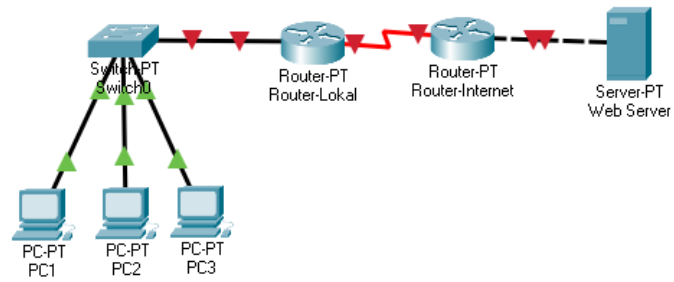 Switch-PT
Switch0
Router-PT
Router-Lokal
Router-PT
Router-Internet
Server-PT
Web Server
PC-PT
PC1
PC-PT
PC2
PC-PT
PC3